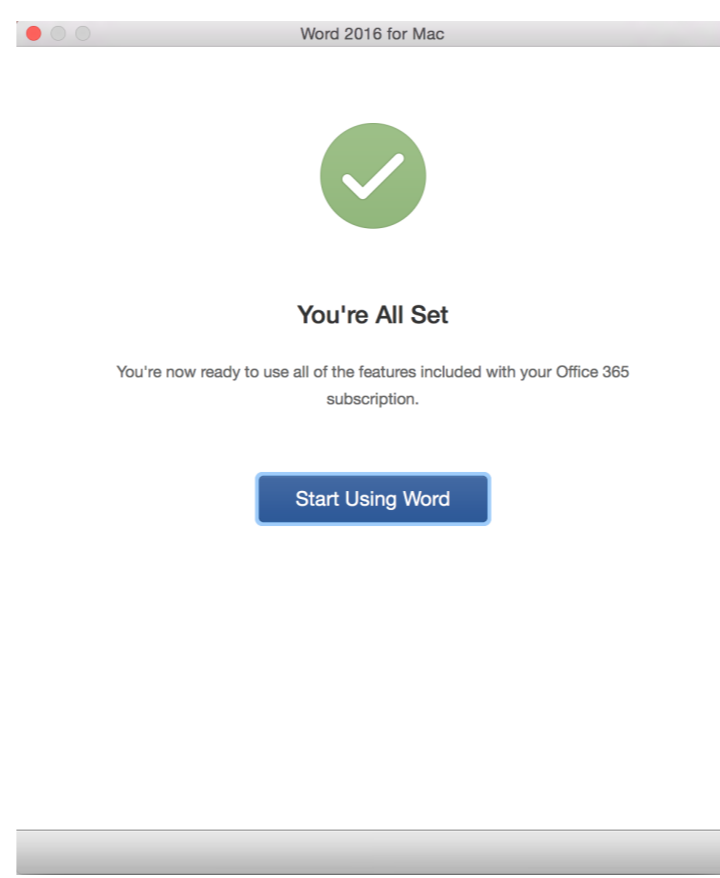 Word 2016 for Mac
You're All Set
You're now ready to use all of the features included with your Office 365
subscription.
Start Using Word